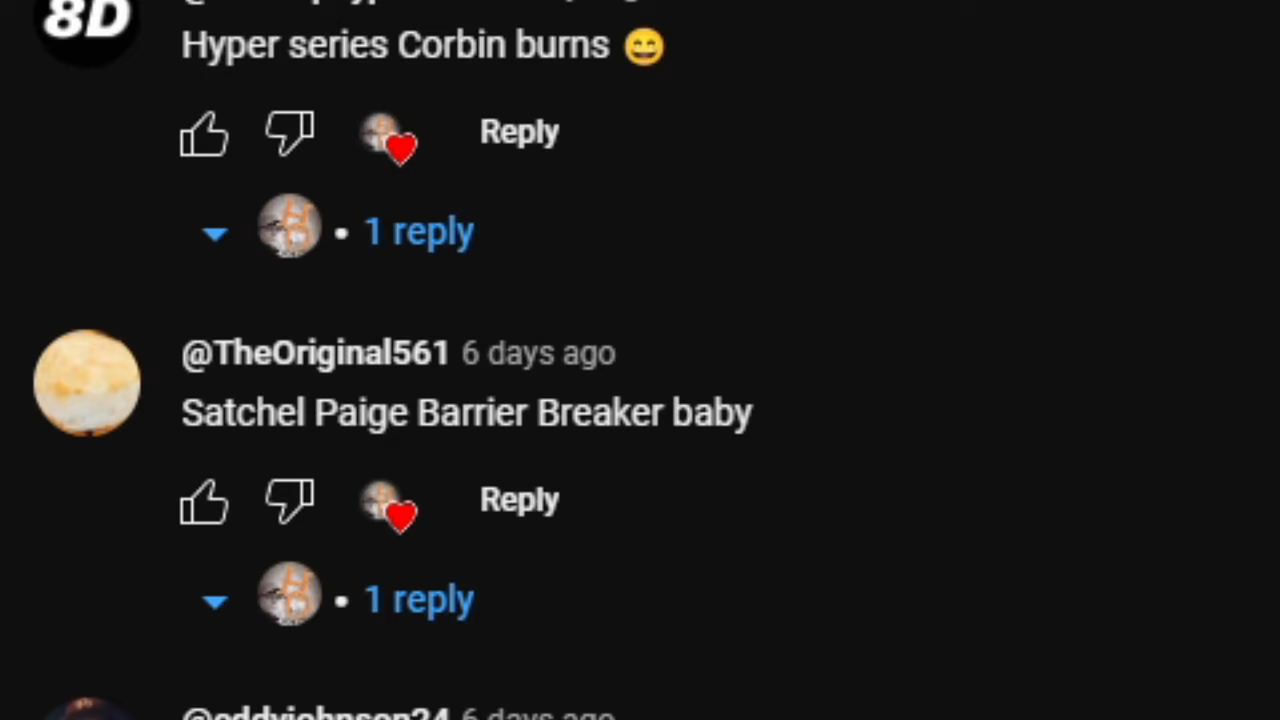 8D
Hyper series Corbin burns 😄
Reply
• 1 reply
@TheOriginal561 6 days ago
Satchel Paige Barrier Breaker baby
Reply
• 1 reply
@eddyjohnson24 6 days ago